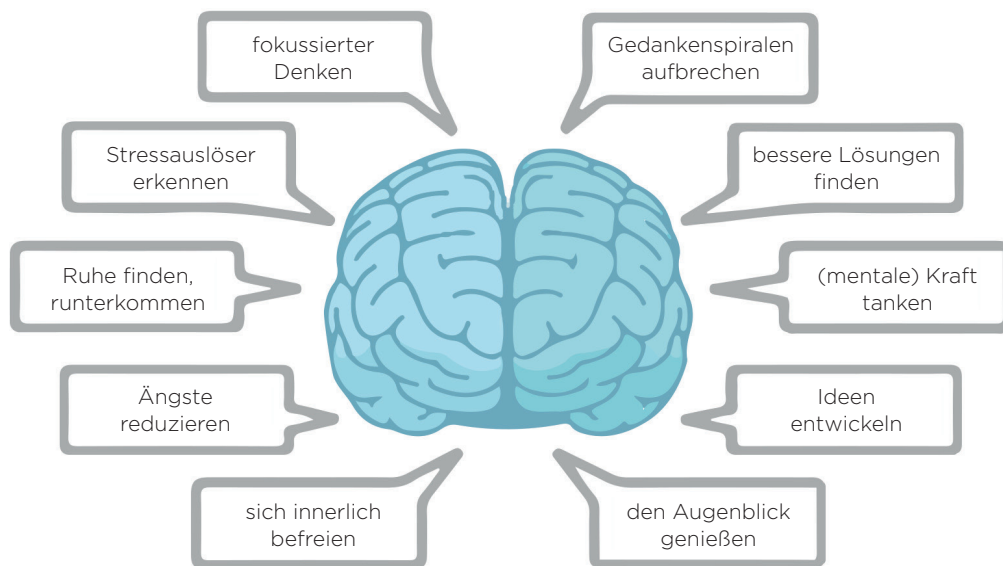 fokussierter
Denken
Gedankenspiralen
aufbrechen
Stressauslöser
erkennen
bessere Lösungen
finden
Ruhe finden,
runterkommen
(mentale) Kraft
tanken
Ängste
reduzieren
Ideen
entwickeln
sich innerlich
befreien
den Augenblick
genießen